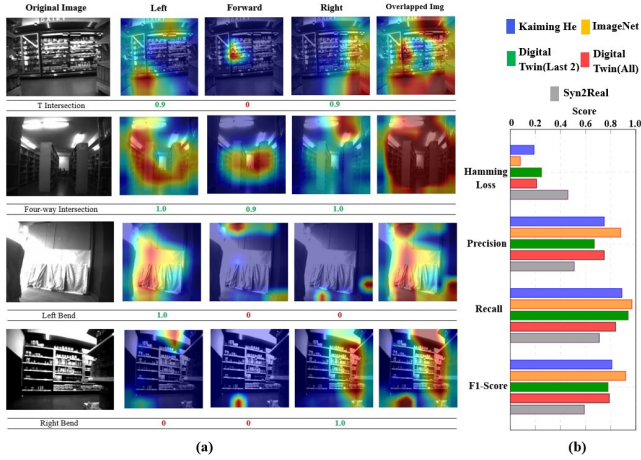 Original Image Left Forward Right Overlapped Img
T Intersection 0.9 0 0.9
Four-way Intersection 1.0 0.9 1.0
Left Bend 1.0 0 0
Right Bend 0 0 1.0
(a)
Kaiming He ImageNet
Digital Twin(Last 2) Digital Twin(All)
Syn2Real
Score
0 0.2 0.4 0.6 0.8 1.0
Hamming Loss
Precision
Recall
F1-Score
(b)